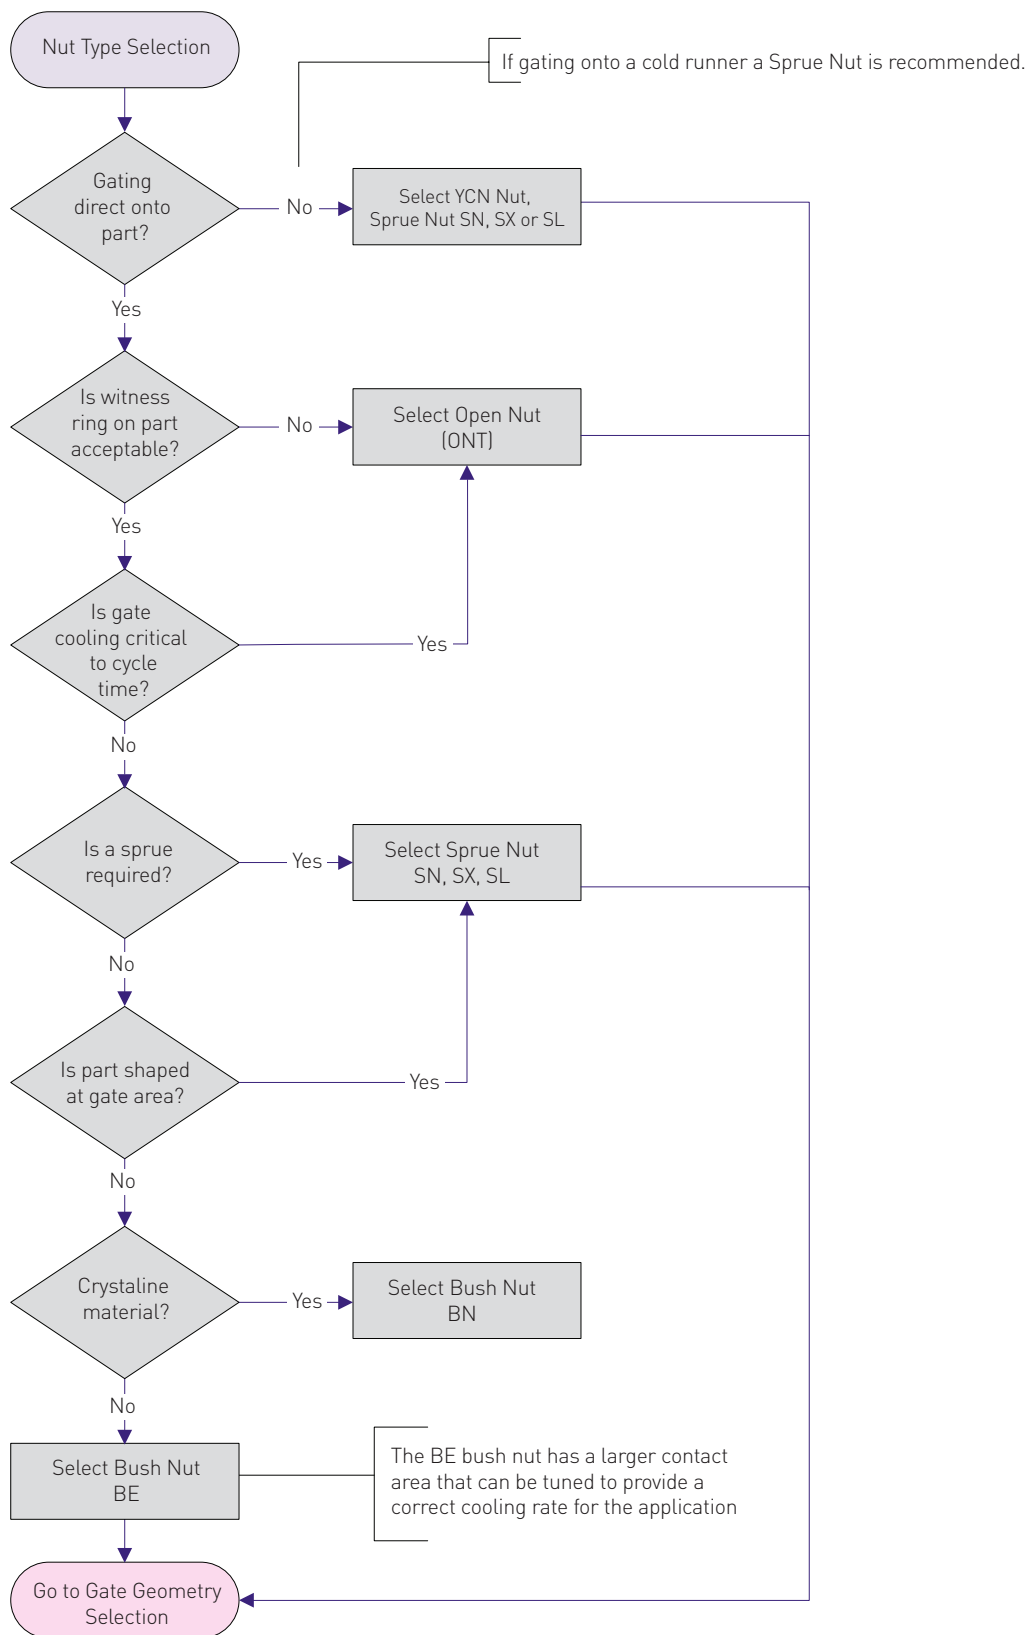 Nut Type Selection
If gating onto a cold runner a Sprue Nut is recommended.
Gating
direct onto
part?
No
Select YCN Nut,
Sprue Nut SN, SX or SL
Yes
Is witness
ring on part
acceptable?
No
Select Open Nut
(ONT)
Yes
Is gate
cooling critical
to cycle
time?
Yes
No
Is a sprue
required?
Yes
Select Sprue Nut
SN, SX, SL
No
Is part shaped
at gate area?
Yes
No
Crystaline
material?
Yes
Select Bush Nut
BN
No
Select Bush Nut
BE
The BE bush nut has a larger contact
area that can be tuned to provide a
correct cooling rate for the application
Go to Gate Geometry
Selection